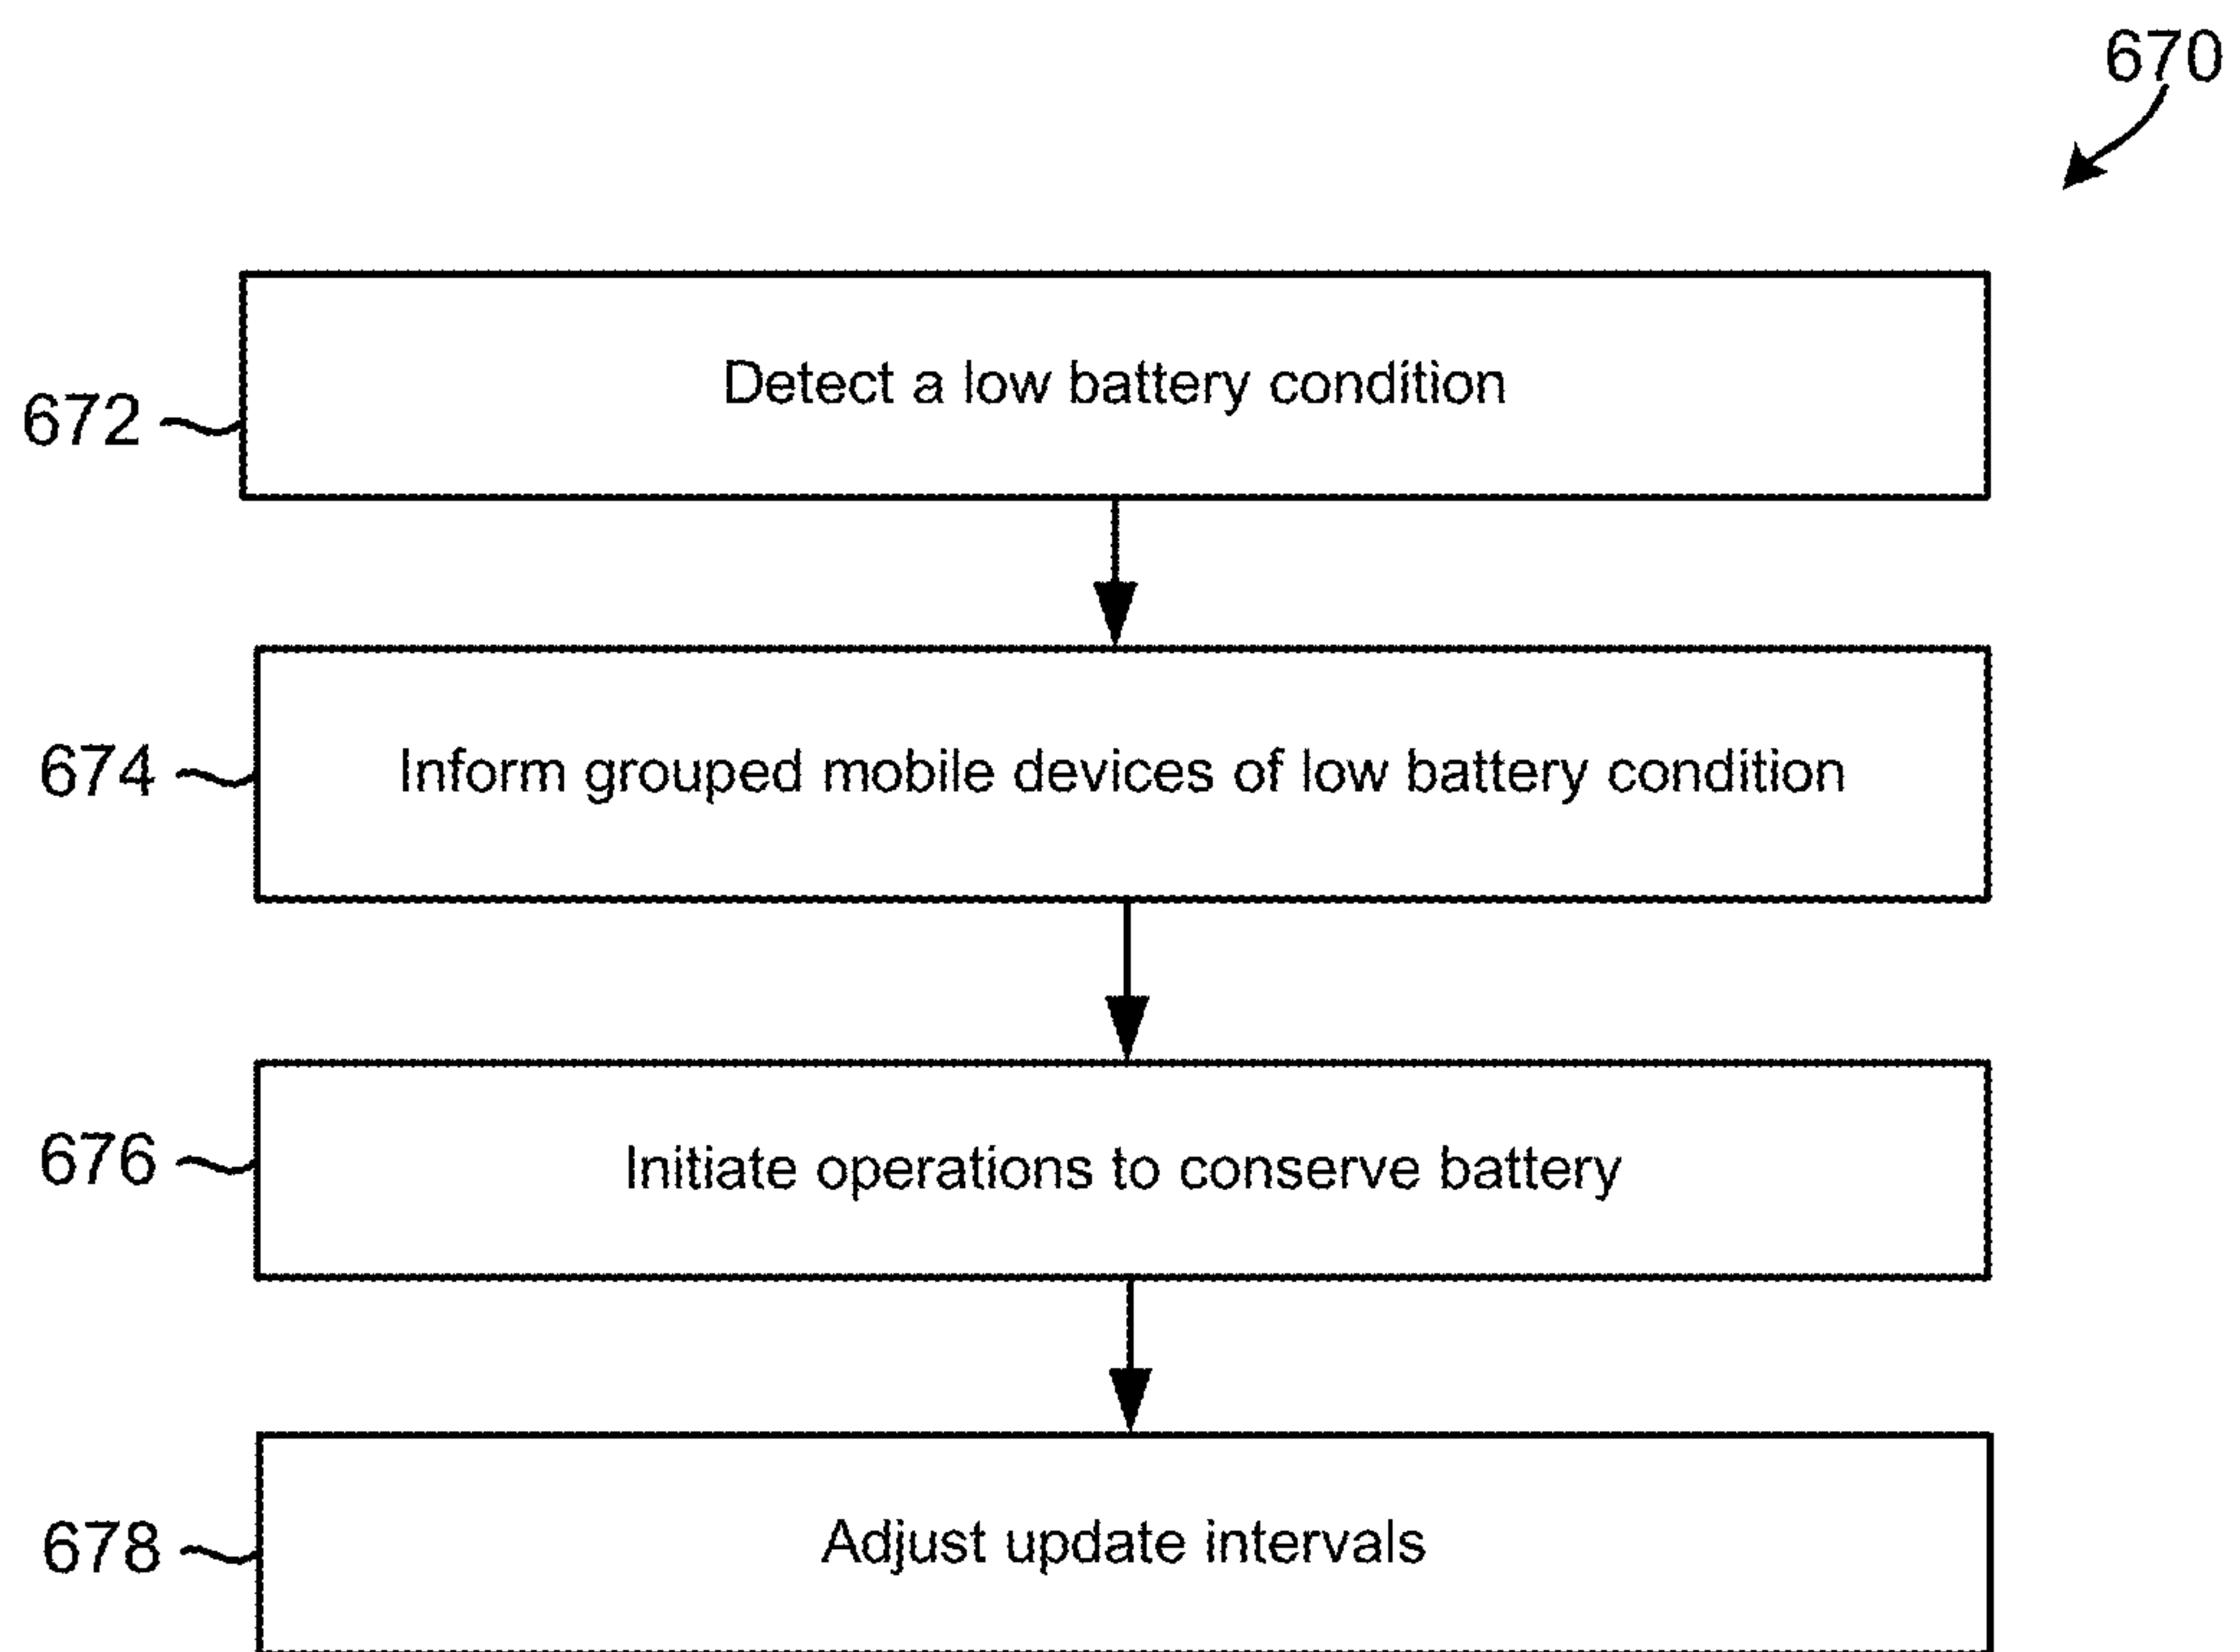 670
Detect a low battery condition
672
Inform grouped mobile devices of low battery condition
674
Initiate operations to conserve battery
676
Adjust update intervals
678